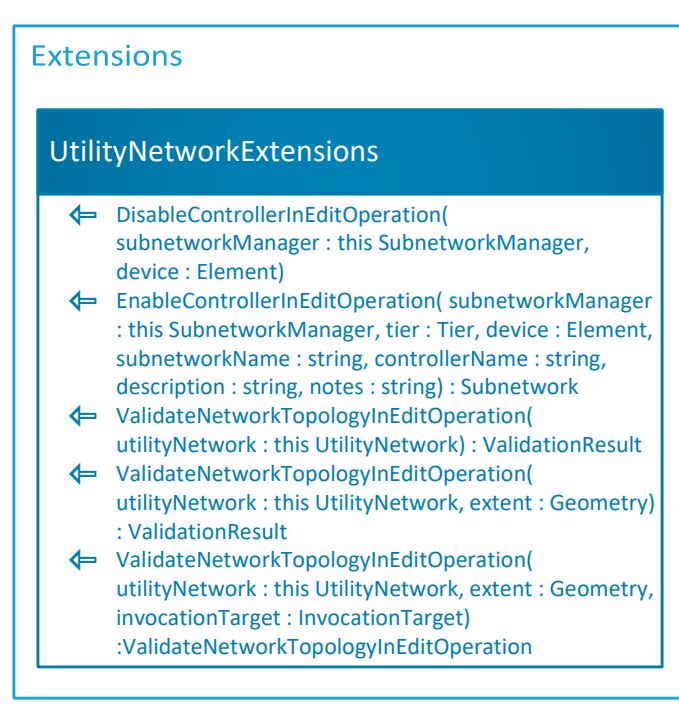 Extensions
UtilityNetworkExtensions
DisableControllerInEditOperation(
subnetworkManager : this SubnetworkManager,
device : Element)
EnableControllerInEditOperation( subnetworkManager
: this SubnetworkManager, tier : Tier, device : Element,
subnetworkName : string, controllerName : string,
description : string, notes : string) : Subnetwork
ValidateNetworkTopologyInEditOperation(
utilityNetwork : this UtilityNetwork) : ValidationResult
ValidateNetworkTopologyInEditOperation(
utilityNetwork : this UtilityNetwork, extent : Geometry)
: ValidationResult
ValidateNetworkTopologyInEditOperation(
utilityNetwork : this UtilityNetwork, extent : Geometry,
invocationTarget : InvocationTarget)
:ValidateNetworkTopologyInEditOperation